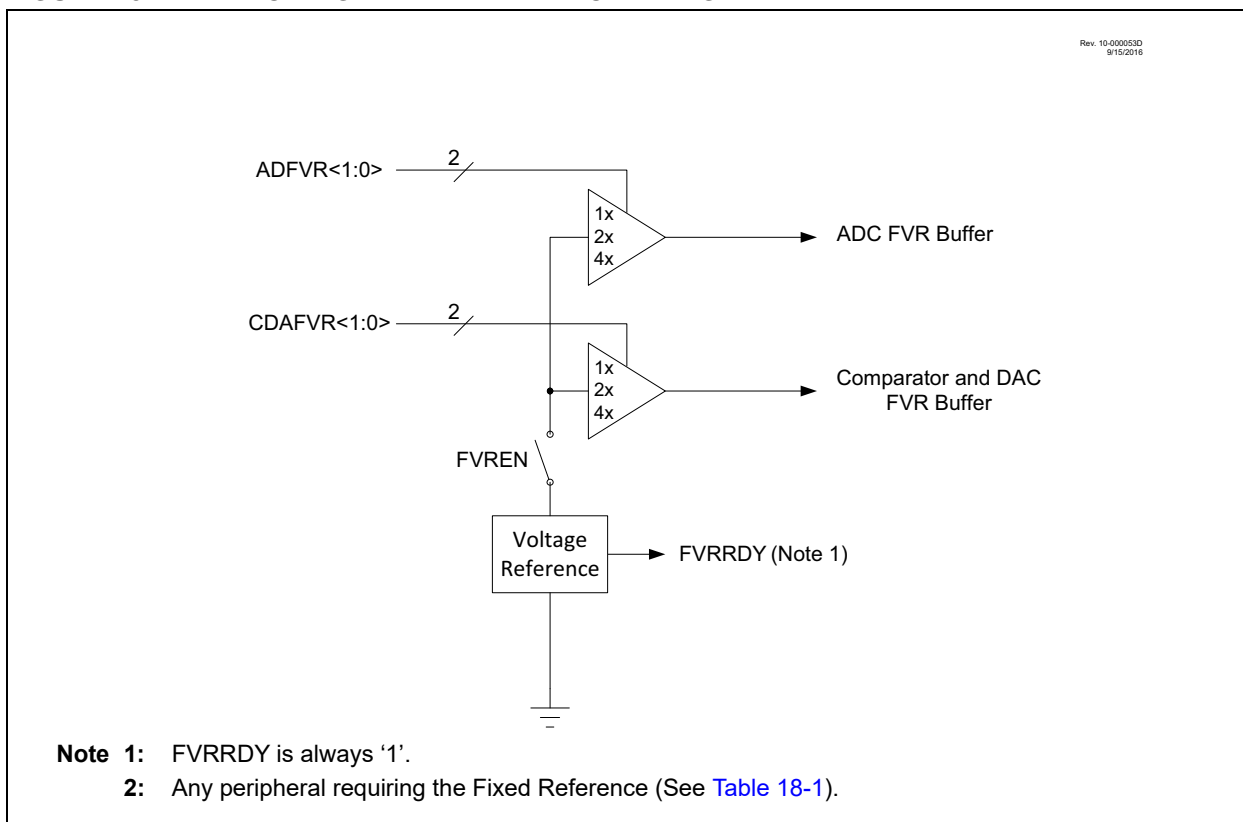 Rev. 10-000053D
9/15/2016
ADFVR<1:0>
2
1x
2x
4x
ADC FVR Buffer
CDAFVR<1:0>
2
1x
2x
4x
Comparator and DAC
FVR Buffer
FVREN
Voltage
Reference
FVRRDY (Note 1)
Note 1: FVRRDY is always ‘1’.
2: Any peripheral requiring the Fixed Reference (See Table 18-1).